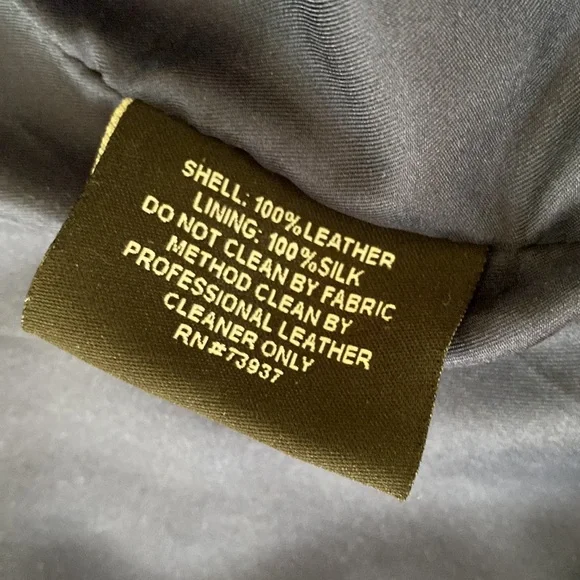 SHELL: 100%LEATHER
LINING: 100%SILK
DO NOT CLEAN BY FABRIC
METHOD CLEAN BY
PROFESSIONAL LEATHER
CLEANER ONLY
RN#73937